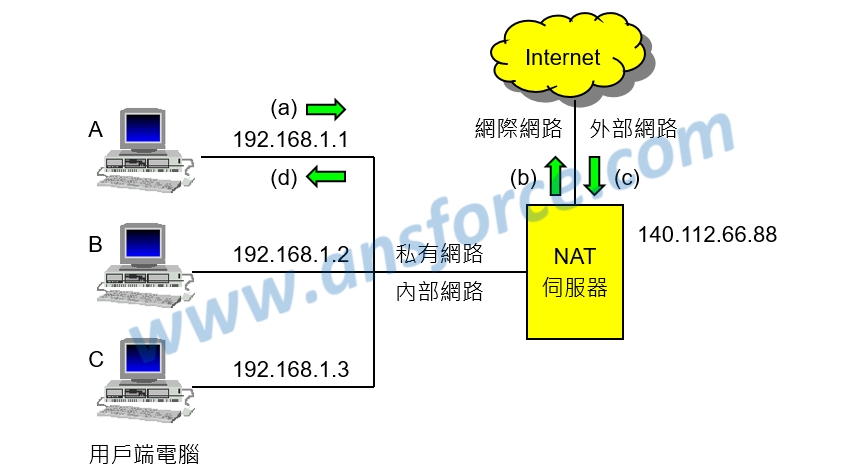 Internet
網際網路
外部網路
(a)
A
192.168.1.1
(d)
(b)
(c)
B
192.168.1.2
私有網路
內部網路
NAT
伺服器
140.112.66.88
C
192.168.1.3
用戶端電腦
www.ansforce.com